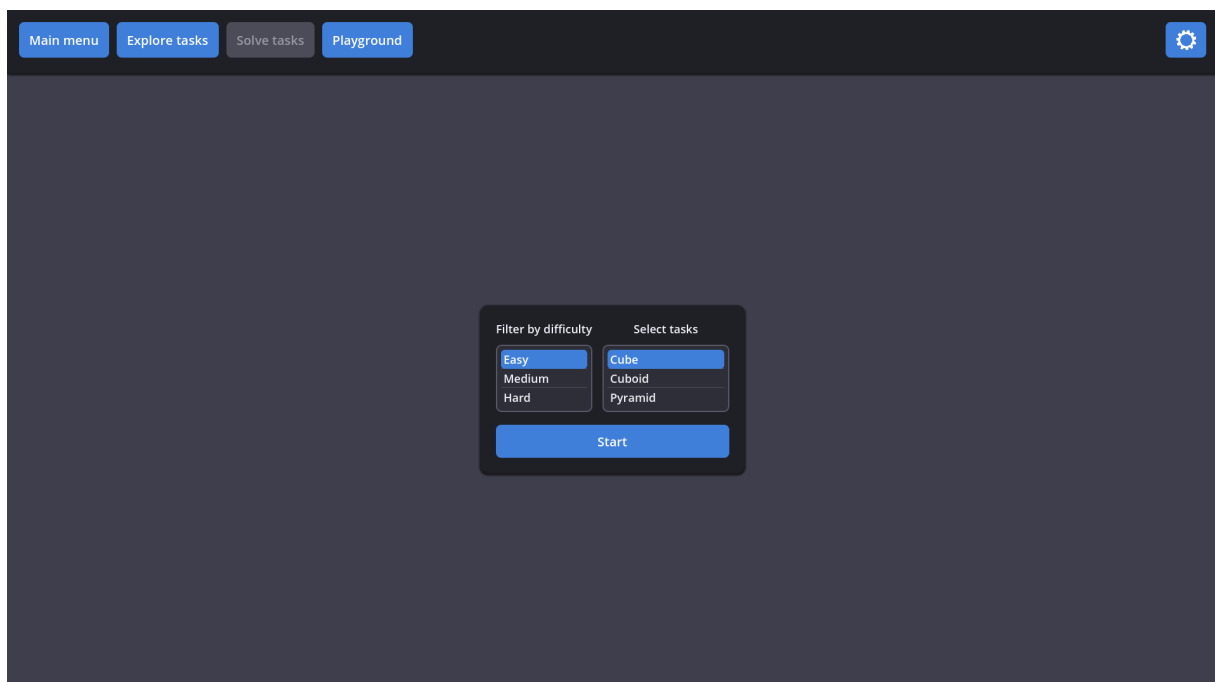 Main menu Explore tasks Solve tasks Playground
Filter by difficulty Select tasks
Easy Cube
Medium Cuboid
Hard Pyramid
Start